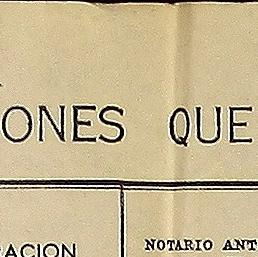 ONES QUE
RACION
NOTARIO ANT